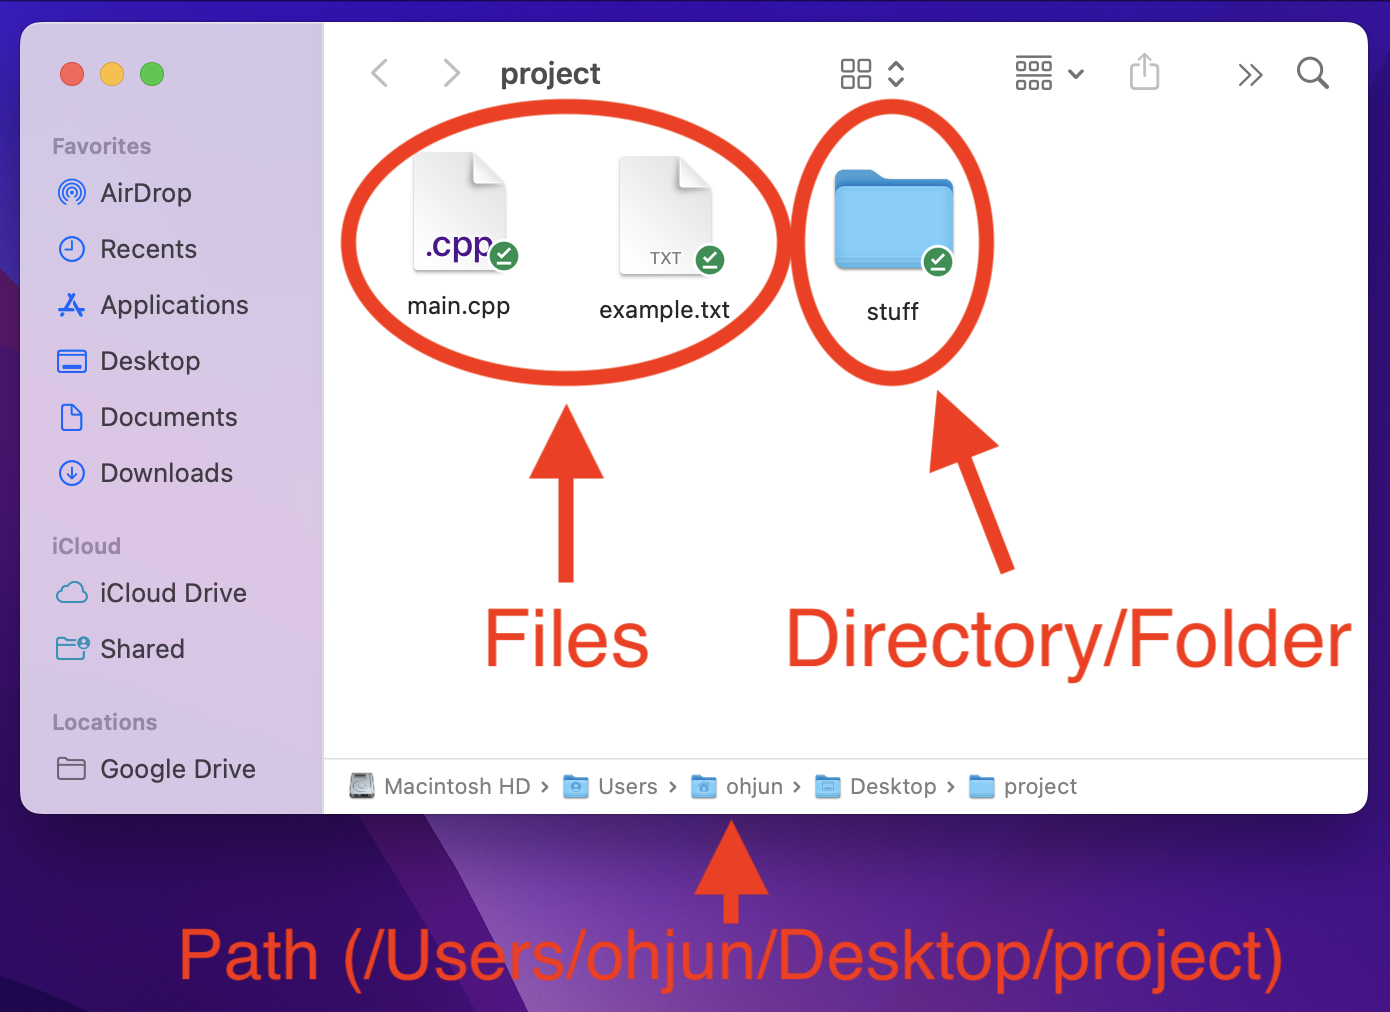 project
Favorites
AirDrop
Recents
Applications
Desktop
Documents
Downloads
iCloud
iCloud Drive
Shared
Locations
Google Drive
.cpp
TXT
main.cpp
example.txt
stuff
Files
Directory/Folder
Macintosh HD › Users › ohjun › Desktop › project
Path (/Users/ohjun/Desktop/project)